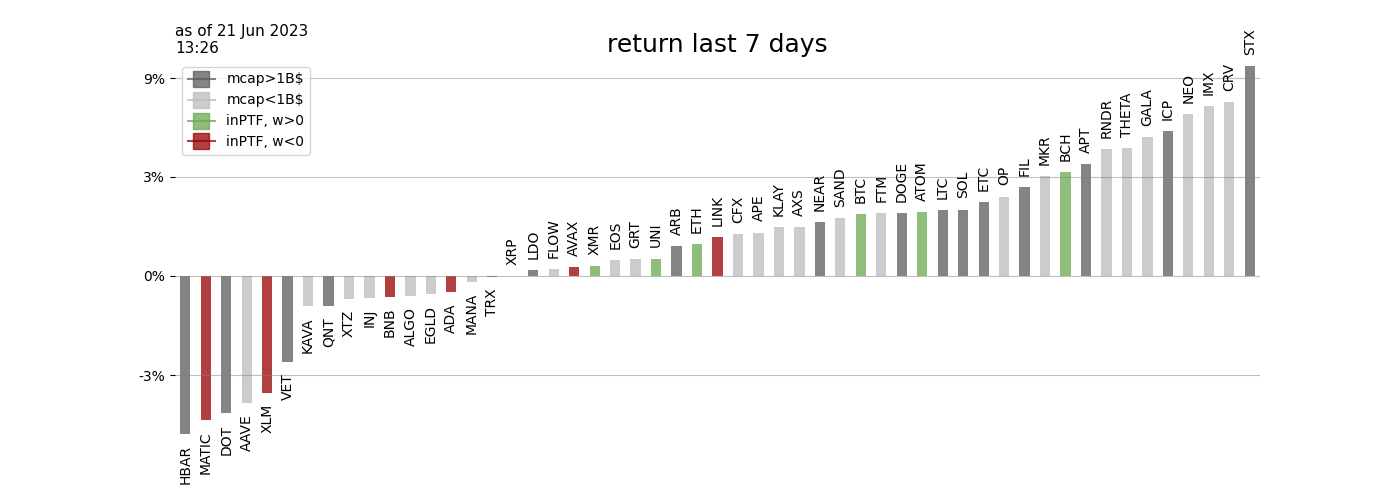 as of 21 Jun 2023
13:26
return last 7 days
mcap>1B$
mcap<1B$
inPTF, w>0
inPTF, w<0
9%
3%
0%
-3%
HBAR
MATIC
DOT
AAVE
XLM
VET
KAVA
QNT
XTZ
INJ
BNB
ALGO
EGLD
ADA
MANA
TRX
XRP
LDO
FLOW
AVAX
XMR
EOS
GRT
UNI
ARB
ETH
LINK
CFX
APE
KLAY
AXS
NEAR
SAND
BTC
FTM
DOGE
ATOM
LTC
SOL
ETC
OP
FIL
MKR
BCH
APT
RNDR
THETA
GALA
ICP
NEO
IMX
CRV
STX